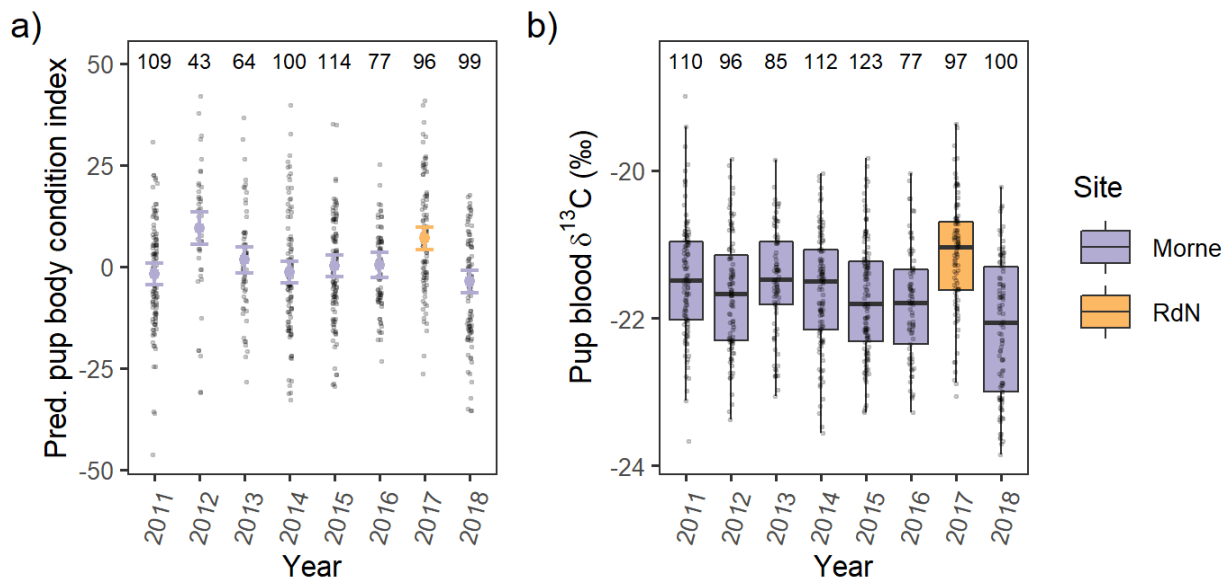 a)
109 43 64 100 114 77 96 99
Pred. pup body condition index
50
25
0
-25
-50
2011 2012 2013 2014 2015 2016 2017 2018
Year
b)
110 96 85 112 123 77 97 100
Pup blood δ¹³C (‰)
-20
-22
-24
2011 2012 2013 2014 2015 2016 2017 2018
Year
Site
Morne
RdN